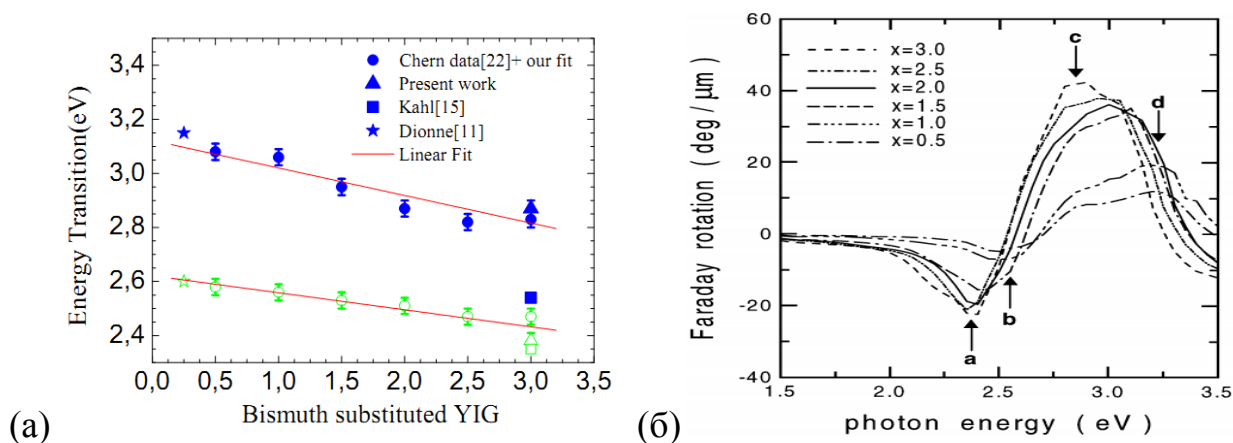 3,4
3,2
3,0
2,8
2,6
2,4
Energy Transition(eV)
Chern data[22]+ our fit
Present work
Kahl[15]
Dionne[11]
Linear Fit
0,0 0,5 1,0 1,5 2,0 2,5 3,0 3,5
Bismuth substituted YIG
(а)
60
40
20
0
-20
-40
Faraday rotation (deg/μm)
x=3.0
x=2.5
x=2.0
x=1.5
x=1.0
x=0.5
c
d
b
a
1.5 2.0 2.5 3.0 3.5
photon energy (eV)
(б)